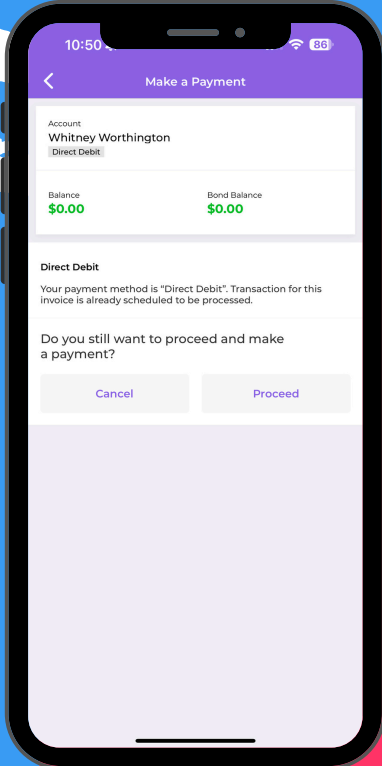 10:50
86
Make a Payment
Account
Whitney Worthington
Direct Debit
Balance
Bond Balance
$0.00
$0.00
Direct Debit
Your payment method is “Direct Debit”. Transaction for this
invoice is already scheduled to be processed.
Do you still want to proceed and make
a payment?
Cancel
Proceed